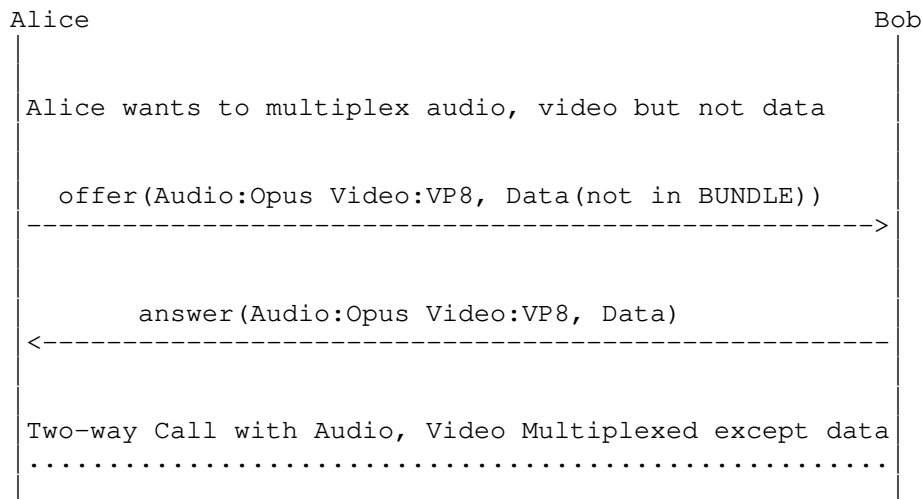 Alice Bob
Alice wants to multiplex audio, video but not data
offer(Audio:Opus Video:VP8, Data(not in BUNDLE))
answer(Audio:Opus Video:VP8, Data)
Two-way Call with Audio, Video Multiplexed except data